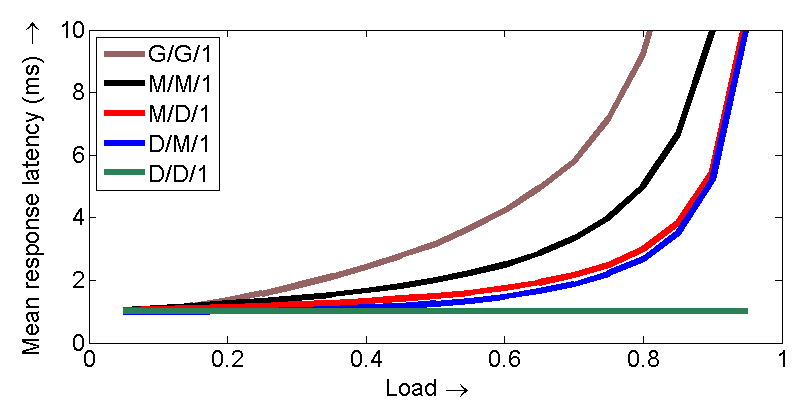 Mean response latency (ms) →
10
8
6
4
2
0
G/G/1
M/M/1
M/D/1
D/M/1
D/D/1
0 0.2 0.4 0.6 0.8 1
Load →